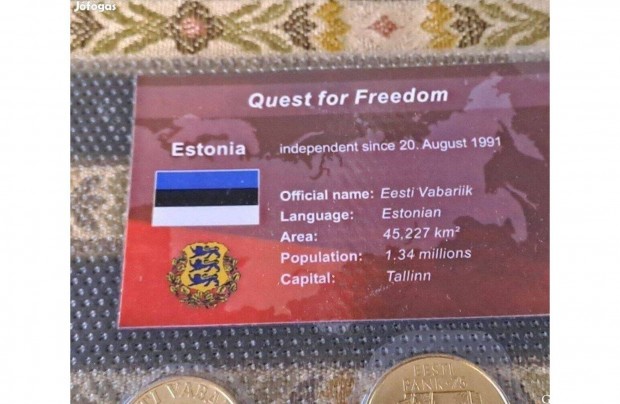 Jófogás
Quest for Freedom
Estonia
independent since 20. August 1991
Official name: Eesti Vabariik
Language: Estonian
Area: 45,227 km²
Population: 1.34 millions
Capital: Tallinn
EESTI
PANK·75